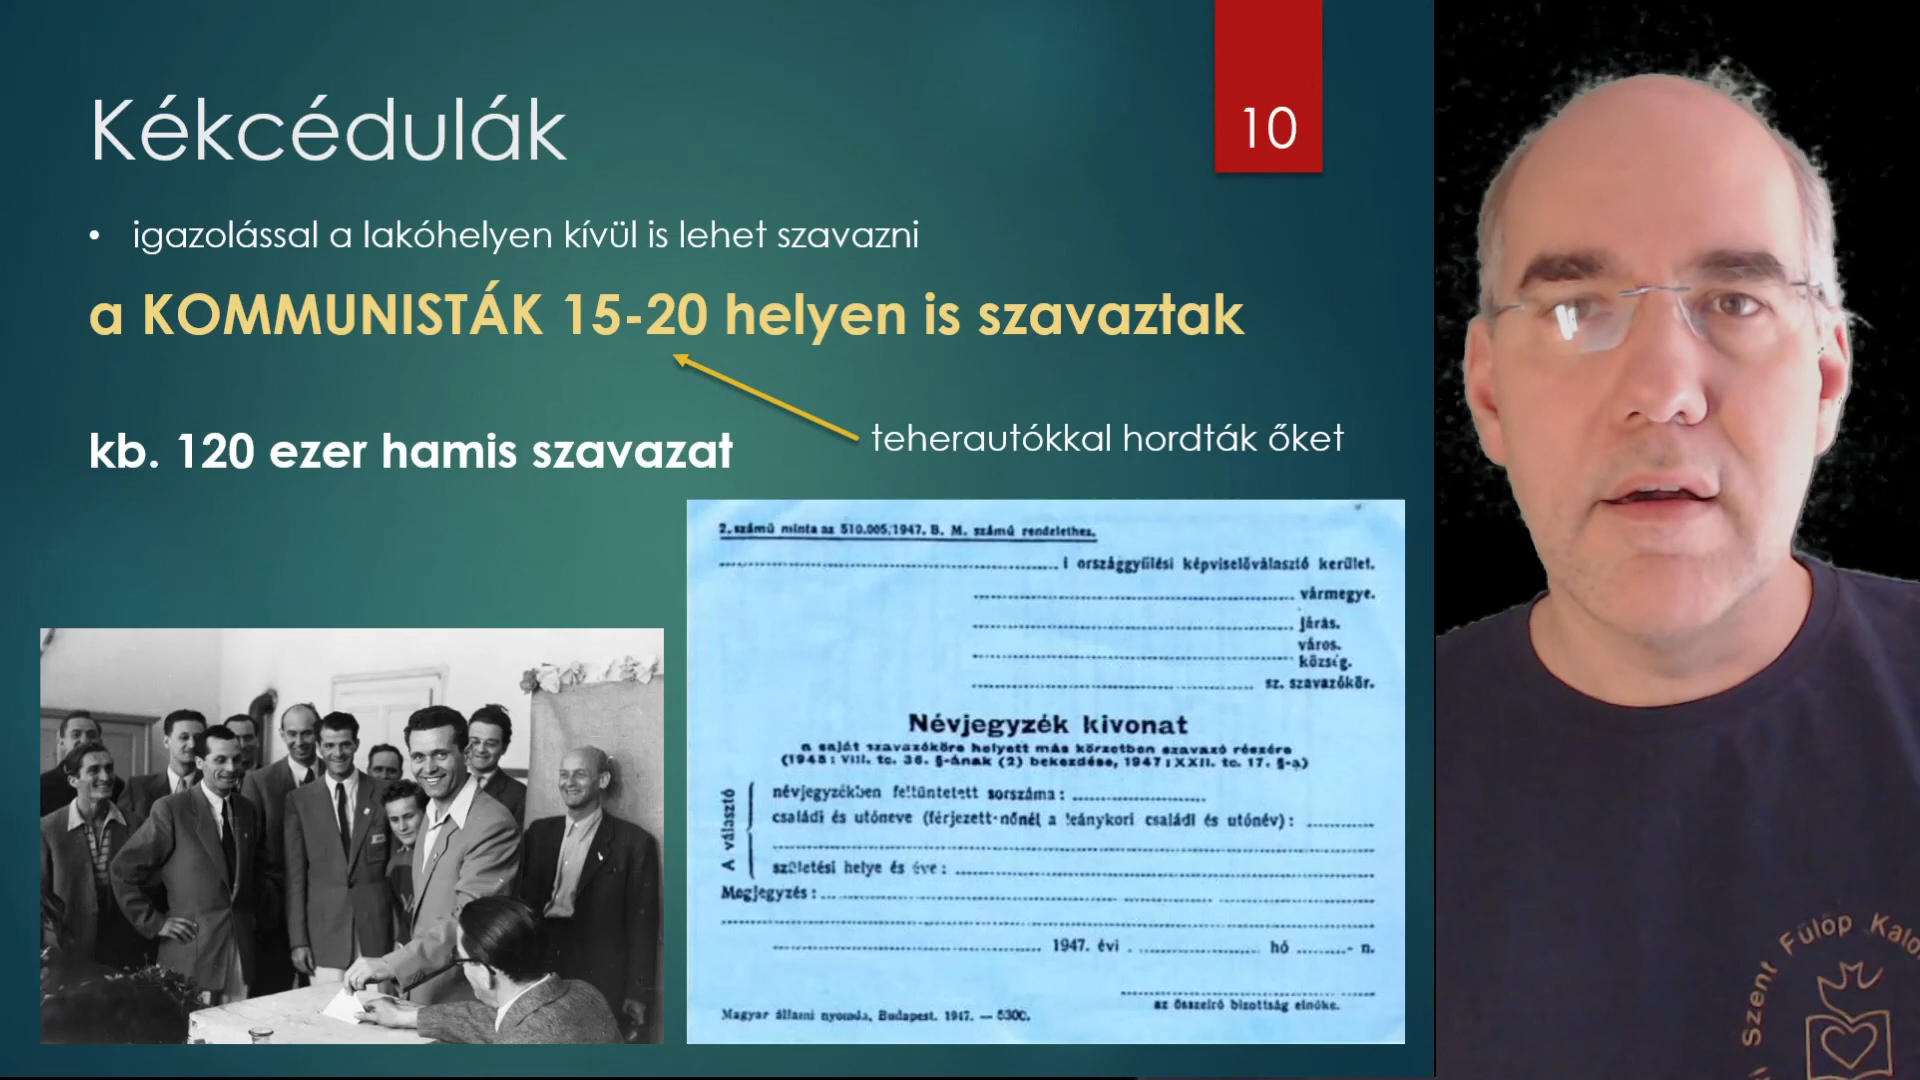 Kékcédulák
10
• igazolással a lakóhelyen kívül is lehet szavazni
a KOMMUNISTÁK 15-20 helyen is szavaztak
teherautókkal hordták őket
kb. 120 ezer hamis szavazat
2. számú minta az 510.005/1947. B. M. számú rendelethez.
i országgyűlési képviselőválasztó kerület.
vármegye.
járás.
város.
község.
sz. szavazókör.
Névjegyzék kivonat
a saját szavazóköre helyett más körzetben szavazó részére
(1945: VIII. tc. 36. §-ának (2) bekezdése, 1947: XXII. tc. 17. §-a)
A választó
névjegyzékben feltüntetett sorszáma:
családi és utóneve (férjezett-nőnél a leánykori családi és utónév):
születési helye és éve:
Megjegyzés:
1947. évi hó - n.
az összeíró bizottság elnöke.
Magyar állami nyomda, Budapest. 1947. — 5300.
Szent Fülöp